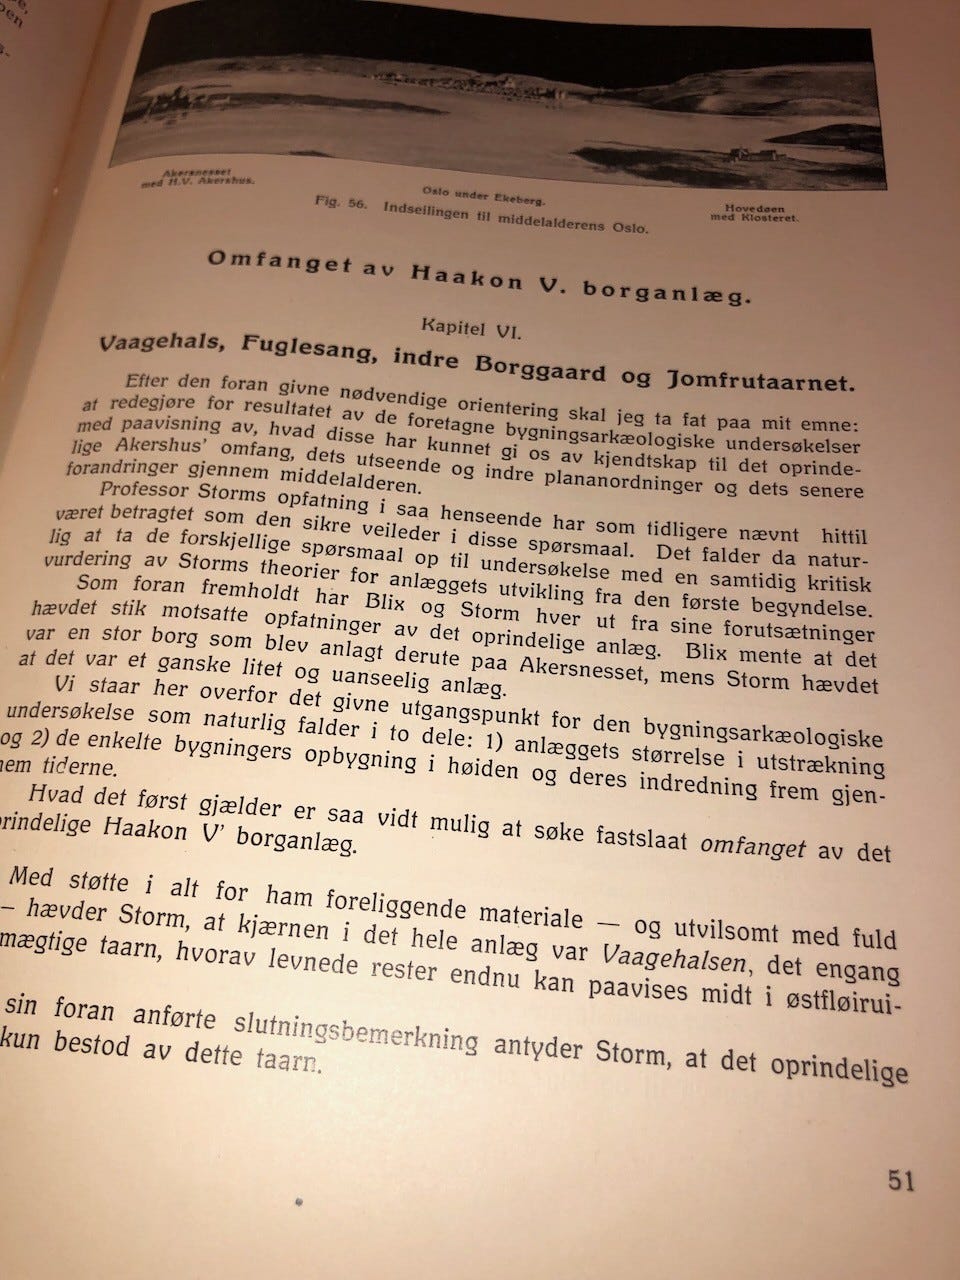 pen
s-
Akersnesset
med H.V. Akershus.
Oslo under Ekeberg.
Hovedøen
med Klosteret.
Fig. 56. Indseilingen til middelalderens Oslo.
Omfanget av Haakon V. borganlæg.
Kapitel VI.
Vaagehals, Fuglesang, indre Borggaard og Jomfrutaarnet.
Efter den foran givne nødvendige orientering skal jeg ta fat paa mit emne:
at redegjøre for resultatet av de foretagne bygningsarkæologiske undersøkelser
med paavisning av, hvad disse har kunnet gi os av kjendtskap til det oprinde-
lige Akershus' omfang, dets utseende og indre plananordninger og dets senere
forandringer gjennem middelalderen.
Professor Storms opfatning i saa henseende har som tidligere nævnt hittil
været betragtet som den sikre veileder i disse spørsmaal. Det falder da natur-
lig at ta de forskjellige spørsmaal op til undersøkelse med en samtidig kritisk
vurdering av Storms theorier for anlæggets utvikling fra den første begyndelse.
Som foran fremholdt har Blix og Storm hver ut fra sine forutsætninger
hævdet stik motsatte opfatninger av det oprindelige anlæg. Blix mente at det
var en stor borg som blev anlagt derute paa Akersnesset, mens Storm hævdet
at det var et ganske litet og uanseelig anlæg.
Vi staar her overfor det givne utgangspunkt for den bygningsarkæologiske
undersøkelse som naturlig falder i to dele: 1) anlæggets størrelse i utstrækning
og 2) de enkelte bygningers opbygning i høiden og deres indredning frem gjen-
nem tiderne.
Hvad det først gjælder er saa vidt mulig at søke fastslaat omfanget av det
rindelige Haakon V' borganlæg.
Med støtte i alt for ham foreliggende materiale — og utvilsomt med fuld
– hævder Storm, at kjærnen i det hele anlæg var Vaagehalsen, det engang
mægtige taarn, hvorav levnede rester endnu kan paavises midt i østfløirui-
sin foran anførte slutningsbemerkning antyder Storm, at det oprindelige
kun bestod av dette taarn.
51